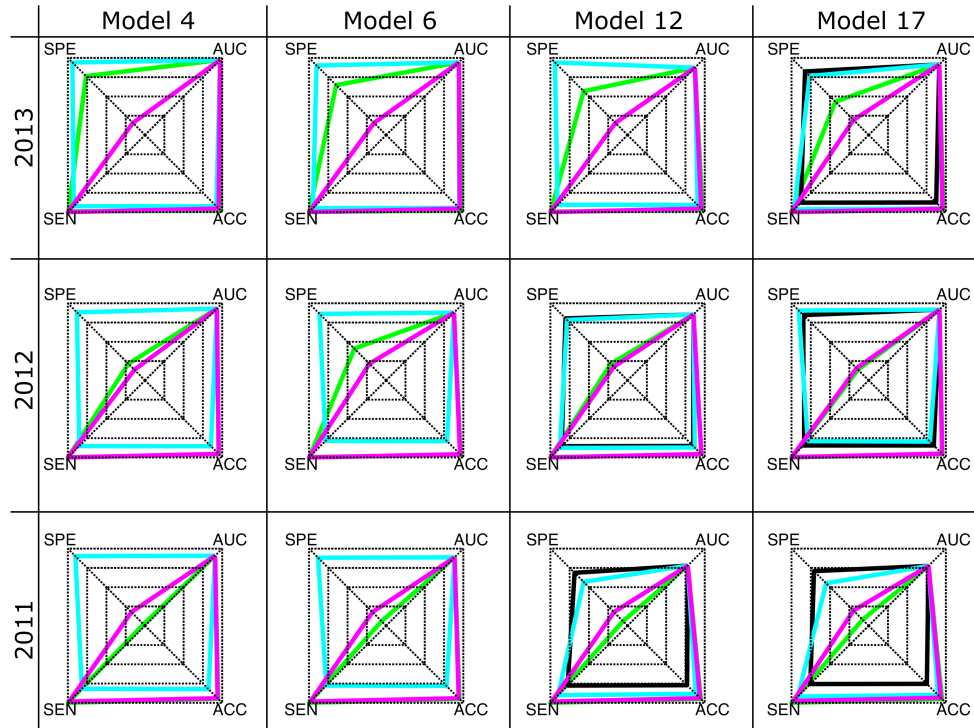 Model 4 Model 6 Model 12 Model 17
2013
SPE AUC SPE AUC SPE AUC SPE AUC
SEN ACC SEN ACC SEN ACC SEN ACC
2012
SPE AUC SPE AUC SPE AUC SPE AUC
SEN ACC SEN ACC SEN ACC SEN ACC
2011
SPE AUC SPE AUC SPE AUC SPE AUC
SEN ACC SEN ACC SEN ACC SEN ACC